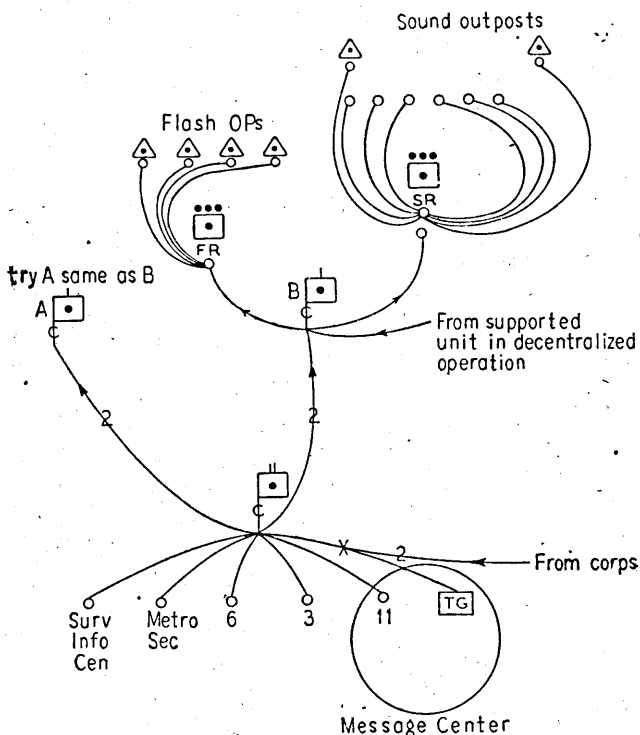 Sound outposts
Flash OPs
SR
FR
try A same as B
A
C
B
C
From supported
unit in decentralized
operation
2
2
C
X
2
From corps
Surv
Info
Cen
Metro
Sec
6
3
11
TG
Message Center